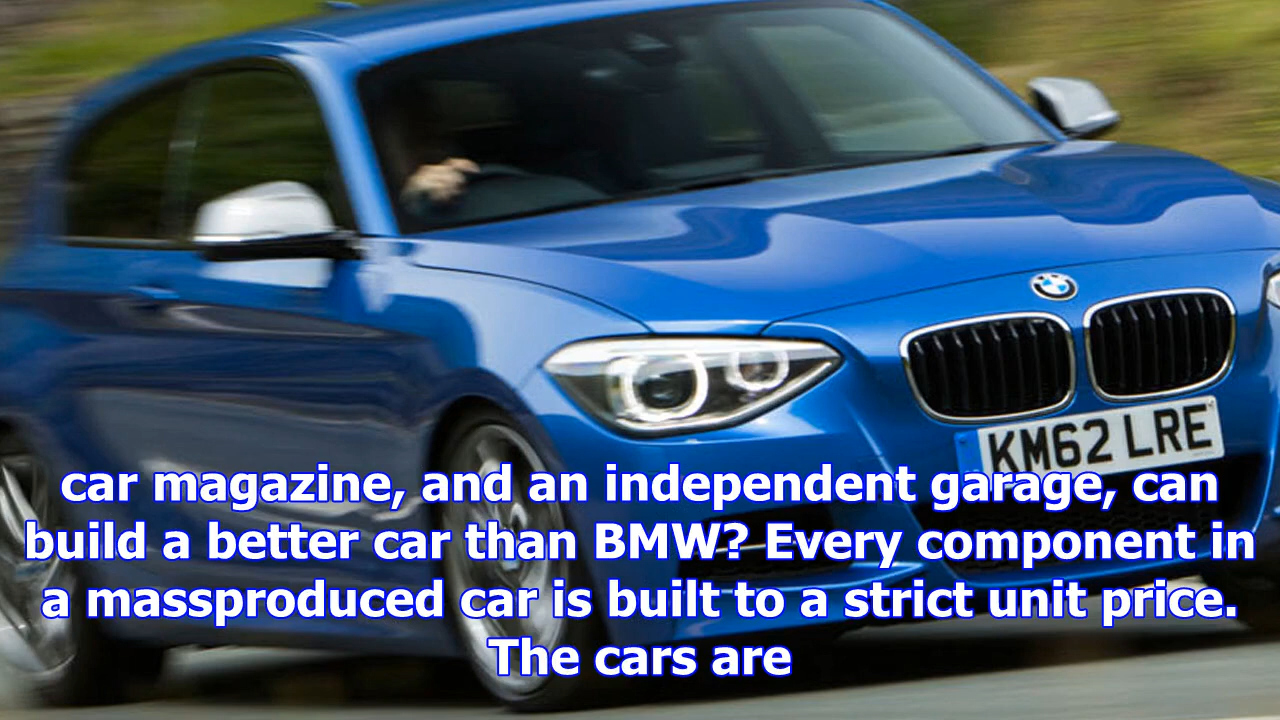 KM62 LRE
car magazine, and an independent garage, can
build a better car than BMW? Every component in
a massproduced car is built to a strict unit price.
The cars are